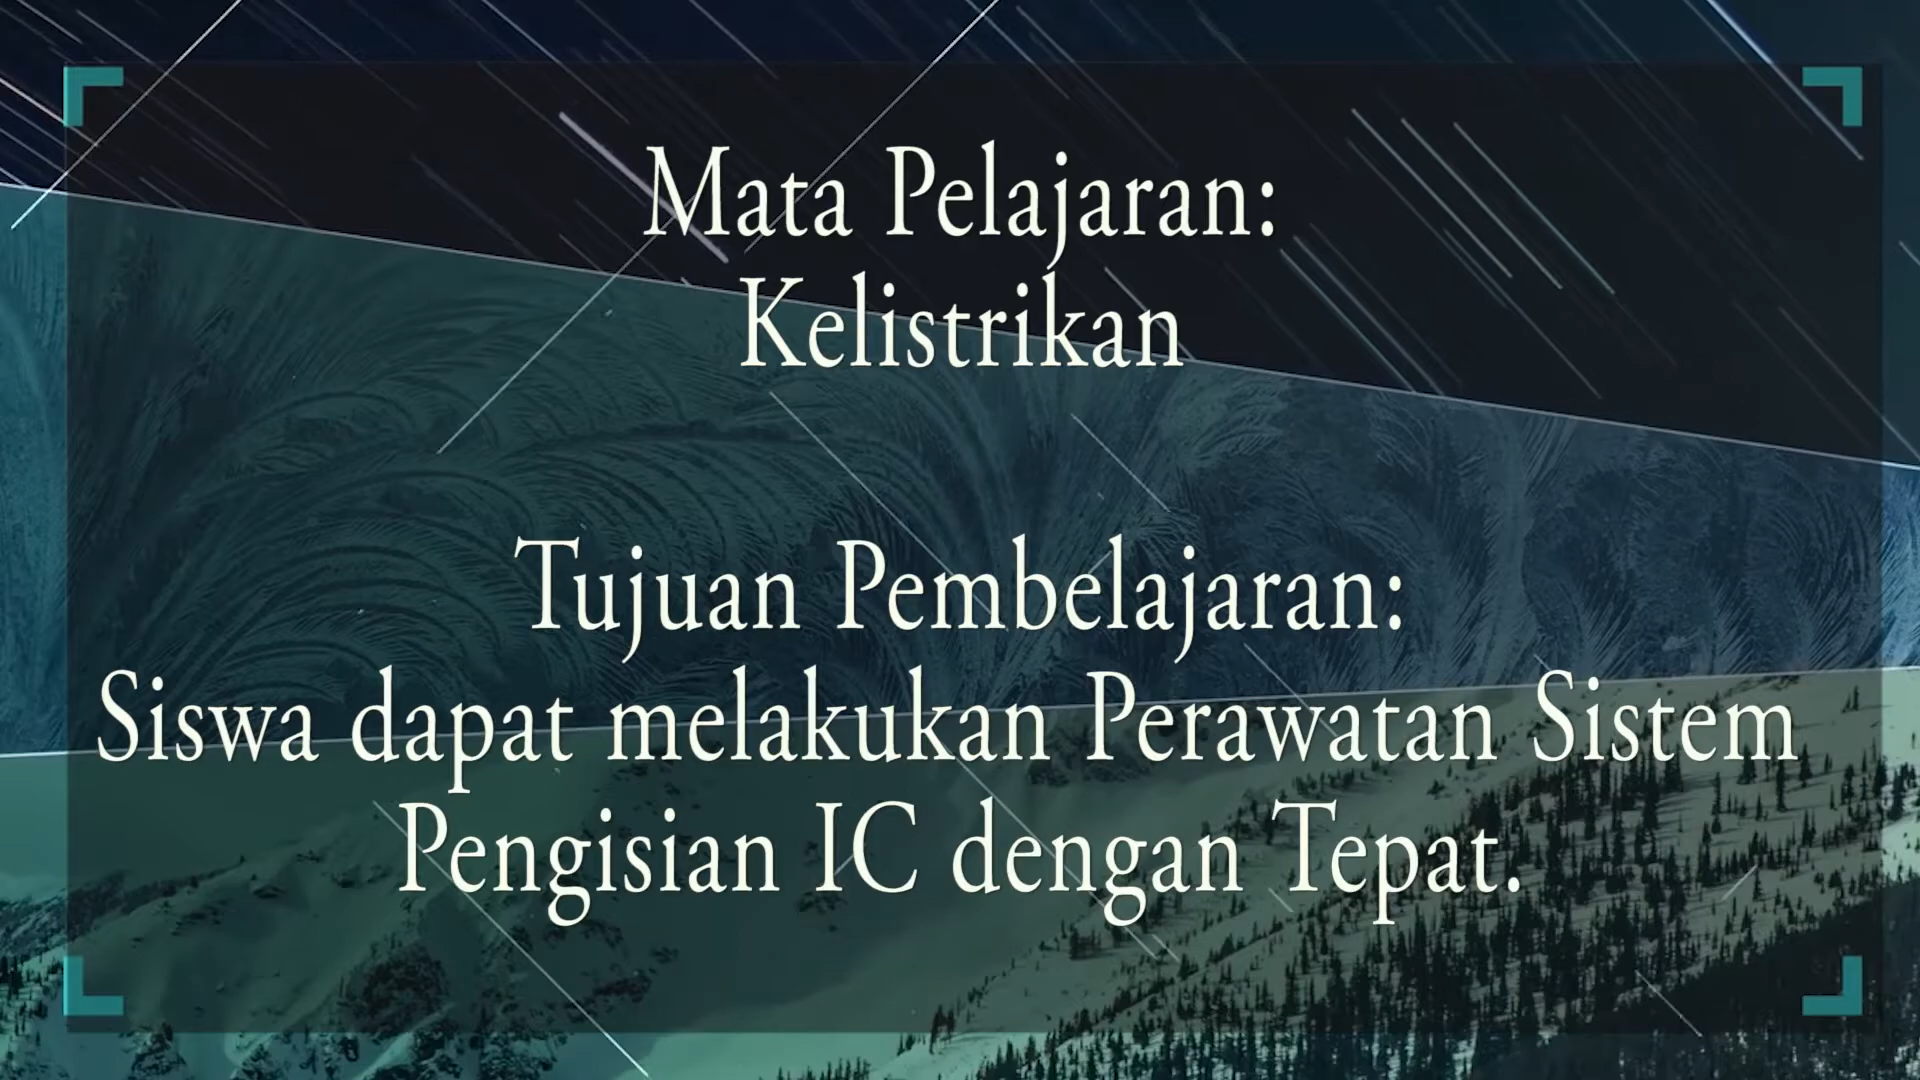 Mata Pelajaran:
Kelistrikan
Tujuan Pembelajaran:
Siswa dapat melakukan Perawatan Sistem
Pengisian IC dengan Tepat.